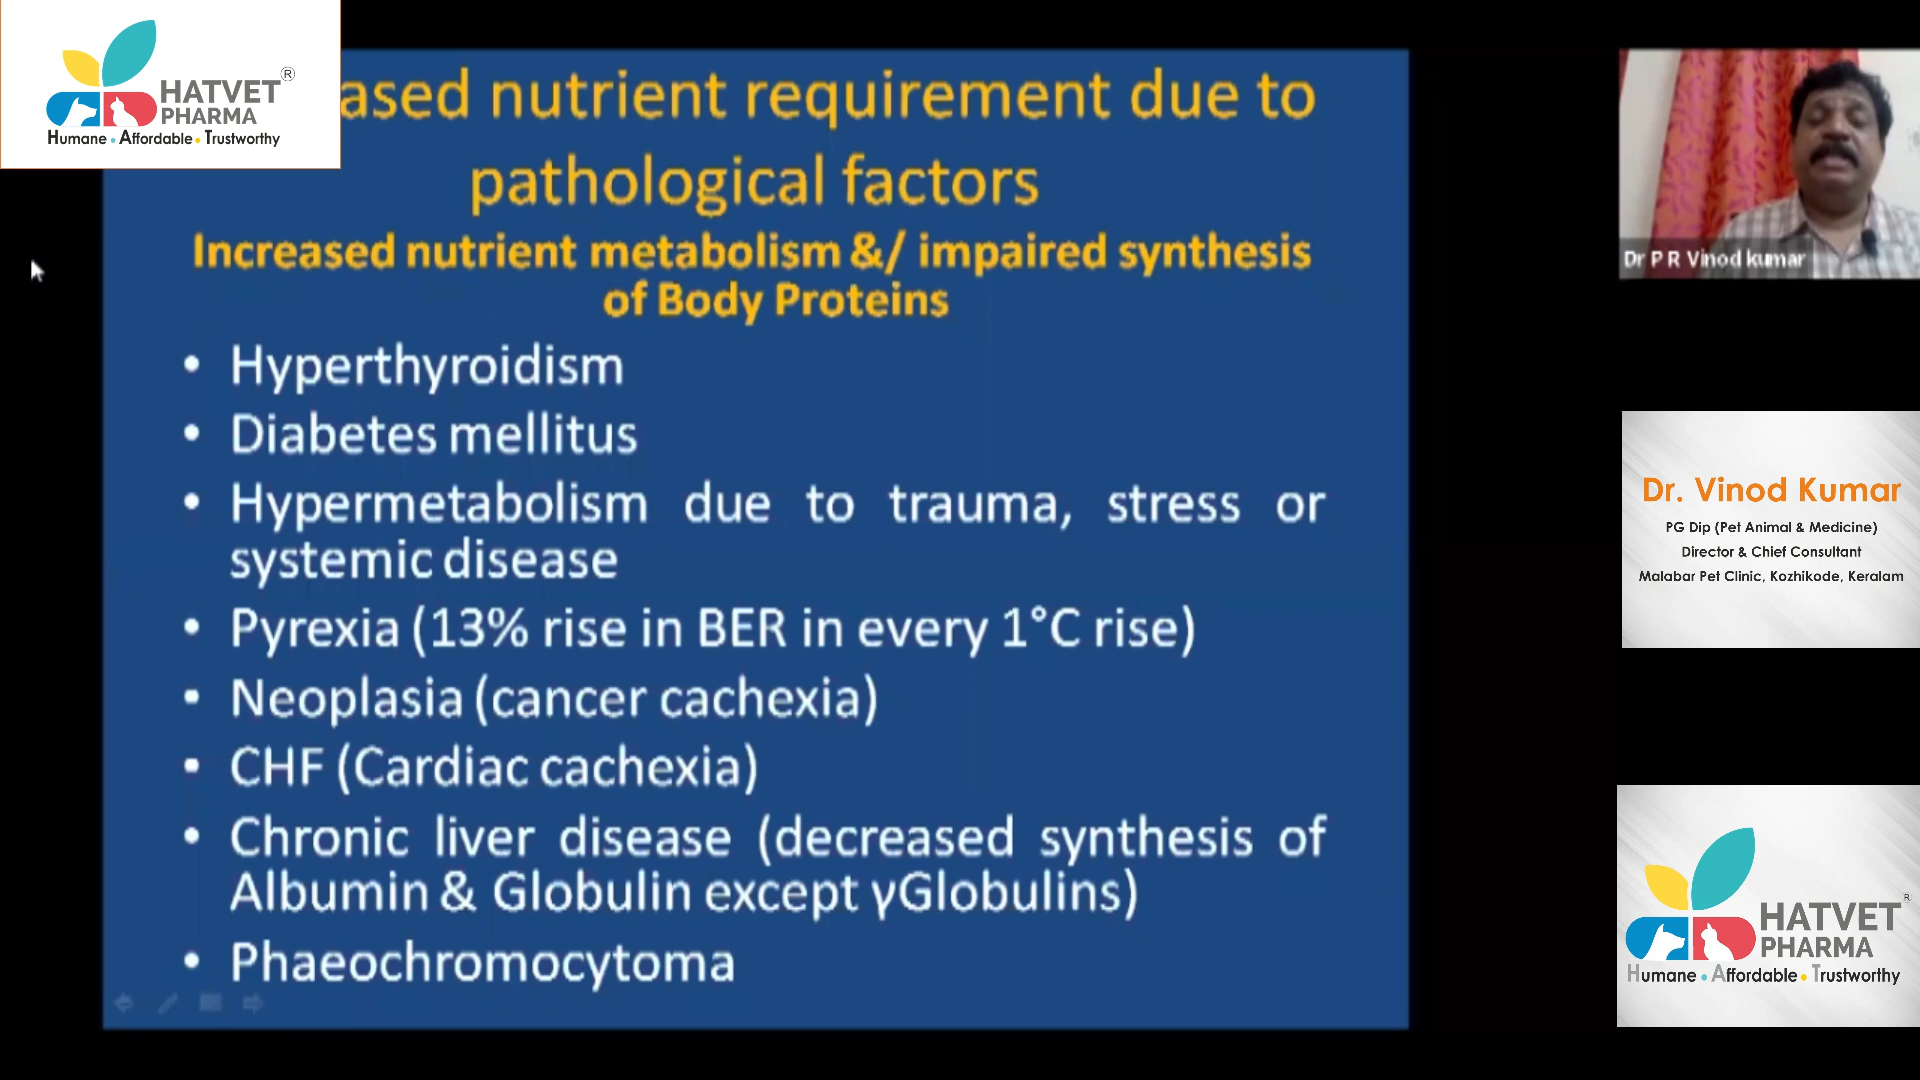 HATVET®
PHARMA
Humane • Affordable • Trustworthy
ased nutrient requirement due to
pathological factors
Increased nutrient metabolism &/ impaired synthesis
of Body Proteins
• Hyperthyroidism
• Diabetes mellitus
• Hypermetabolism due to trauma, stress or
systemic disease
• Pyrexia (13% rise in BER in every 1°C rise)
• Neoplasia (cancer cachexia)
• CHF (Cardiac cachexia)
• Chronic liver disease (decreased synthesis of
Albumin & Globulin except γGlobulins)
• Phaeochromocytoma
Dr P R Vinod kumar
Dr. Vinod Kumar
PG Dip (Pet Animal & Medicine)
Director & Chief Consultant
Malabar Pet Clinic, Kozhikode, Keralam
HATVET®
PHARMA
Humane • Affordable • Trustworthy